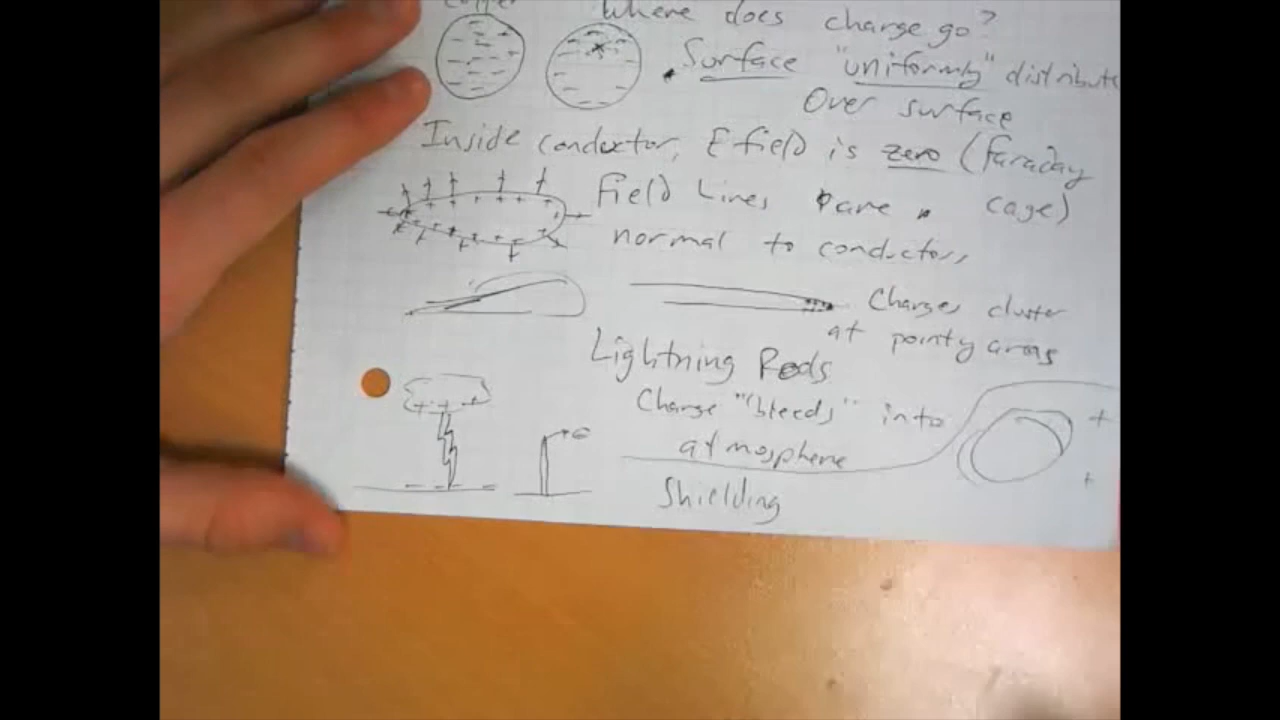 Where does charge go?
Surface "uniformly" distribute
Over surface
Inside conductor, E field is zero (faraday
cage)
Field Lines are
normal to conductors
Charges cluster
at pointy areas
Lightning Rods
Charge "bleeds" into
atmosphere
Shielding